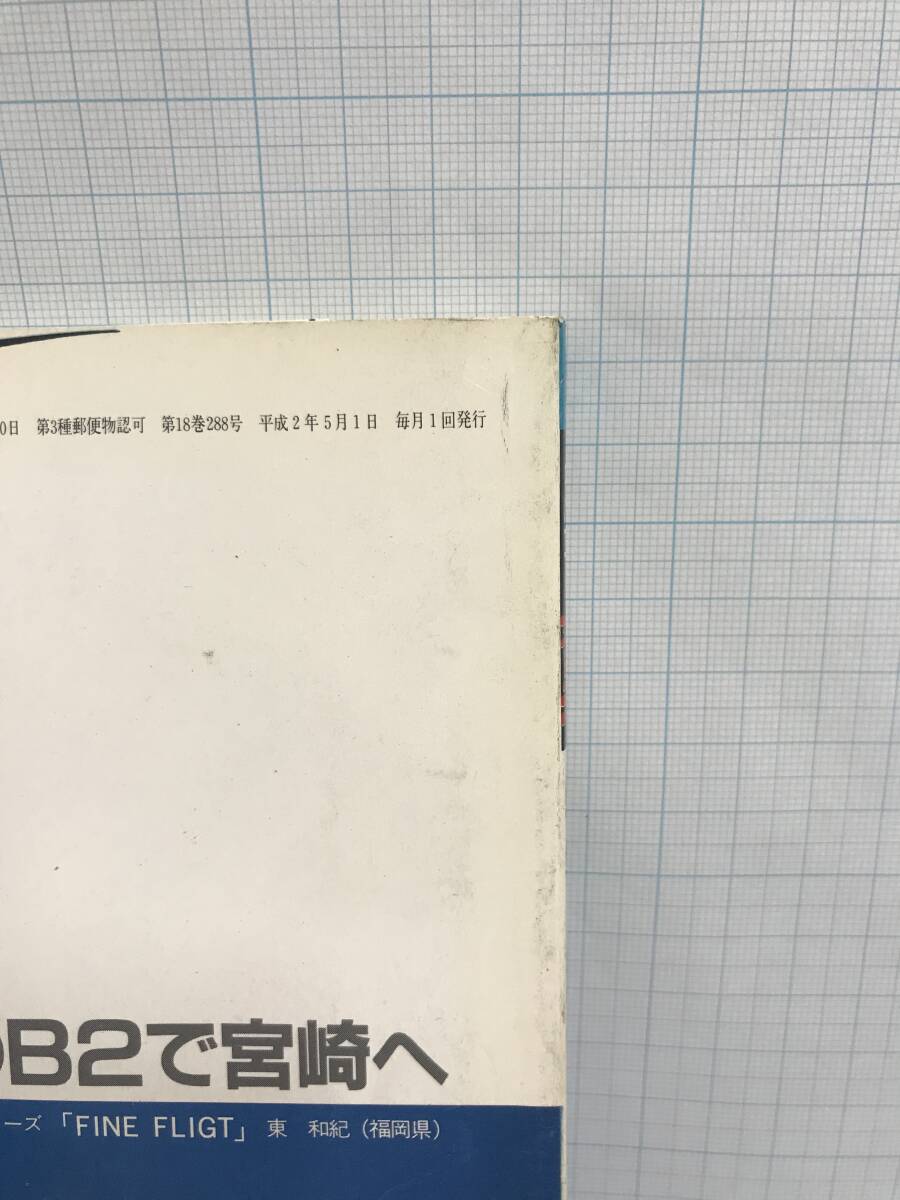 0日 第3種郵便物認可 第18巻288号 平成2年5月1日 毎月1回発行
B2で宮崎へ
ーズ 「FINE FLIGT」 東 和紀(福岡県)